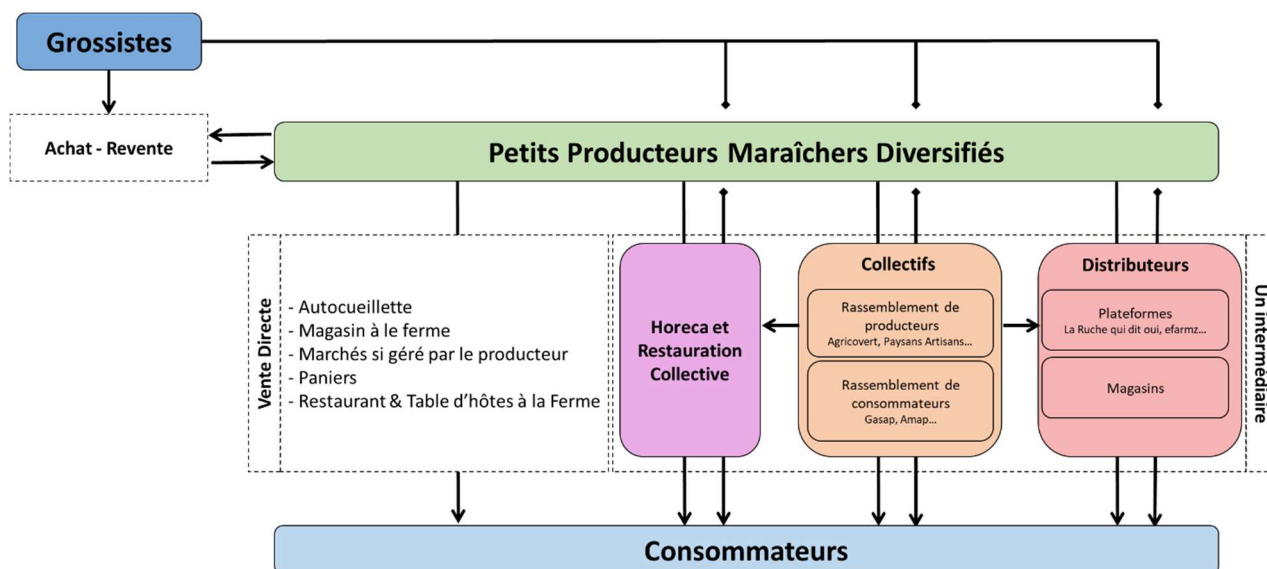 Grossistes
Achat - Revente
Petits Producteurs Maraîchers Diversifiés
Vente Directe
- Autocueillette
- Magasin à le ferme
- Marchés si géré par le producteur
- Paniers
- Restaurant & Table d'hôtes à la Ferme
Horeca et
Restauration
Collective
Collectifs
Rassemblement de
producteurs
Agricovert, Paysans Artisans...
Rassemblement de
consommateurs
Gasap, Amap...
Distributeurs
Plateformes
La Ruche qui dit oui, efarmz...
Magasins
Un intermédiaire
Consommateurs